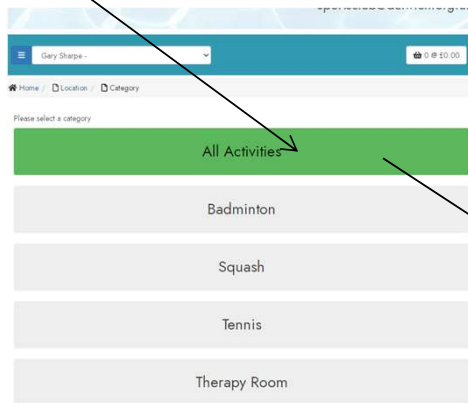 Gary Sharpe -
0 @ £0.00
Home / Location / Category
Please select a category
All Activities
Badminton
Squash
Tennis
Therapy Room